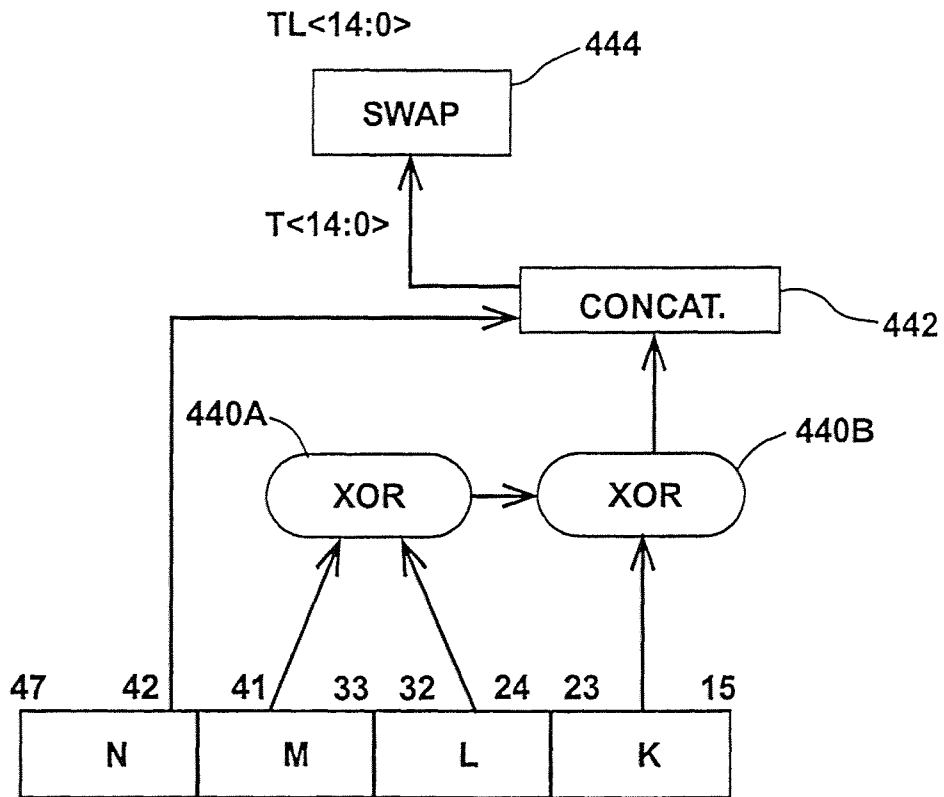 TL<14:0>
444
SWAP
T<14:0>
CONCAT.
442
440A
440B
XOR
XOR
47 42 41 33 32 24 23 15
N M L K